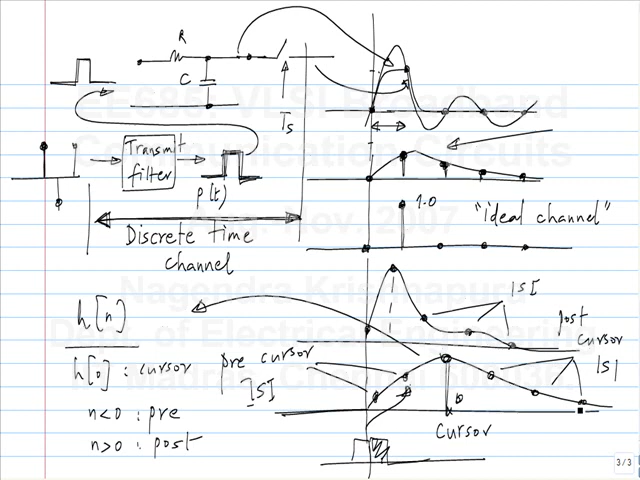 R
C
Ts
EE685: VLSI Broadband
Communication Circuits
Transmit
filter
p(t)
1.0
"ideal channel"
Aug.-Nov. 2007
Discrete Time
channel
Nagendra Krishnapura
Dept. of Electrical Engineering
ISI
h[n]
post
cursor
ISI
h[0] : cursor
pre cursor
ISI
n<0 : pre
n>0 : post
cursor
3/3